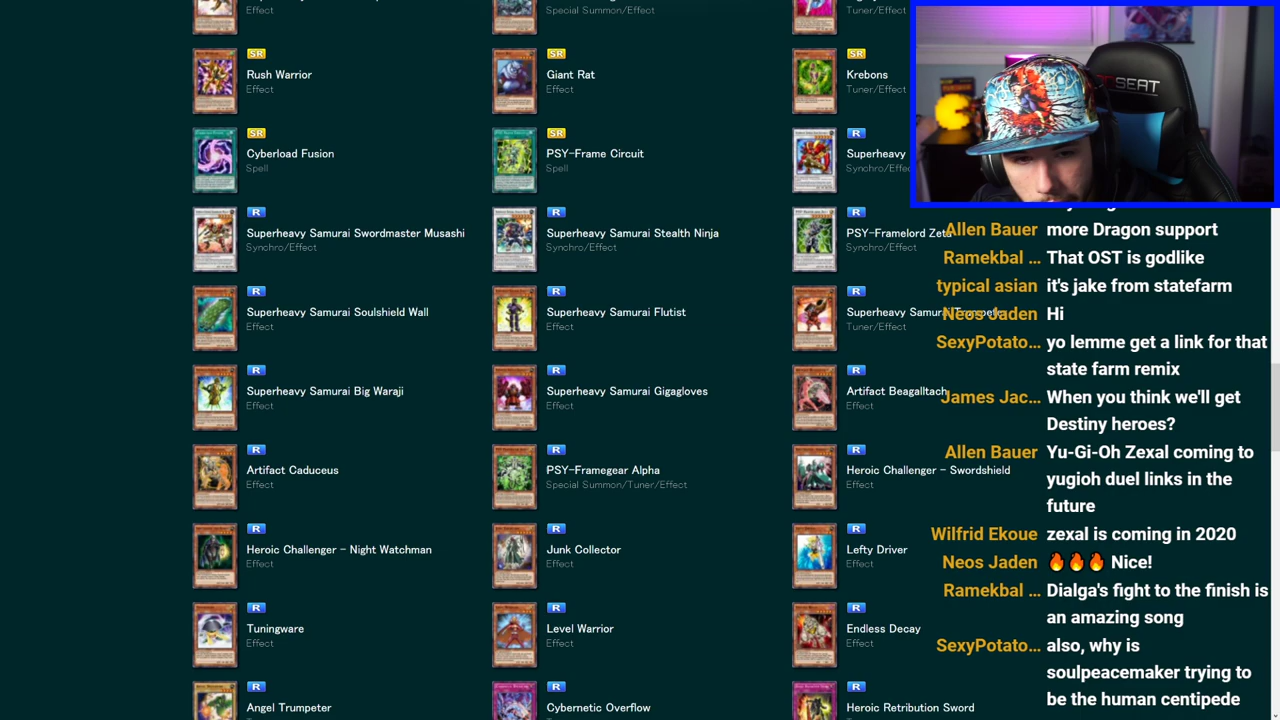 Effect
Special Summon/Effect
Tuner/Effect
SR
Rush Warrior
Effect
SR
Giant Rat
Effect
SR
Krebons
Tuner/Effect
SR
Cyberload Fusion
Spell
SR
PSY-Frame Circuit
Spell
R
Superheavy
Synchro/Effec
R
Superheavy Samurai Swordmaster Musashi
Synchro/Effect
R
Superheavy Samurai Stealth Ninja
Synchro/Effect
R
PSY-Framelord Zeta
Synchro/Effect
R
Superheavy Samurai Soulshield Wall
Effect
R
Superheavy Samurai Flutist
Effect
R
Superheavy Samurai
Tuner/Effect
R
Superheavy Samurai Big Waraji
Effect
R
Superheavy Samurai Gigagloves
Effect
R
Artifact Beagalltach
Effect
R
Artifact Caduceus
Effect
R
PSY-Framegear Alpha
Special Summon/Tuner/Effect
R
Heroic Challenger - Swordshield
Effect
R
Heroic Challenger - Night Watchman
Effect
R
Junk Collector
Effect
R
Lefty Driver
Effect
R
Tuningware
Effect
R
Level Warrior
Effect
R
Endless Decay
Effect
R
Angel Trumpeter
R
Cybernetic Overflow
R
Heroic Retribution Sword
SEAT
Allen Bauer more Dragon support
Ramekbal ... That OST is godlike
typical asian it's jake from statefarm
Neos Jaden Hi
SexyPotato... yo lemme get a link for that
state farm remix
James Jac... When you think we'll get
Destiny heroes?
Allen Bauer Yu-Gi-Oh Zexal coming to
yugioh duel links in the
future
Wilfrid Ekoue zexal is coming in 2020
Neos Jaden 🔥🔥🔥 Nice!
Ramekbal ... Dialga's fight to the finish is
an amazing song
SexyPotato... also, why is
soulpeacemaker trying to
be the human centipede